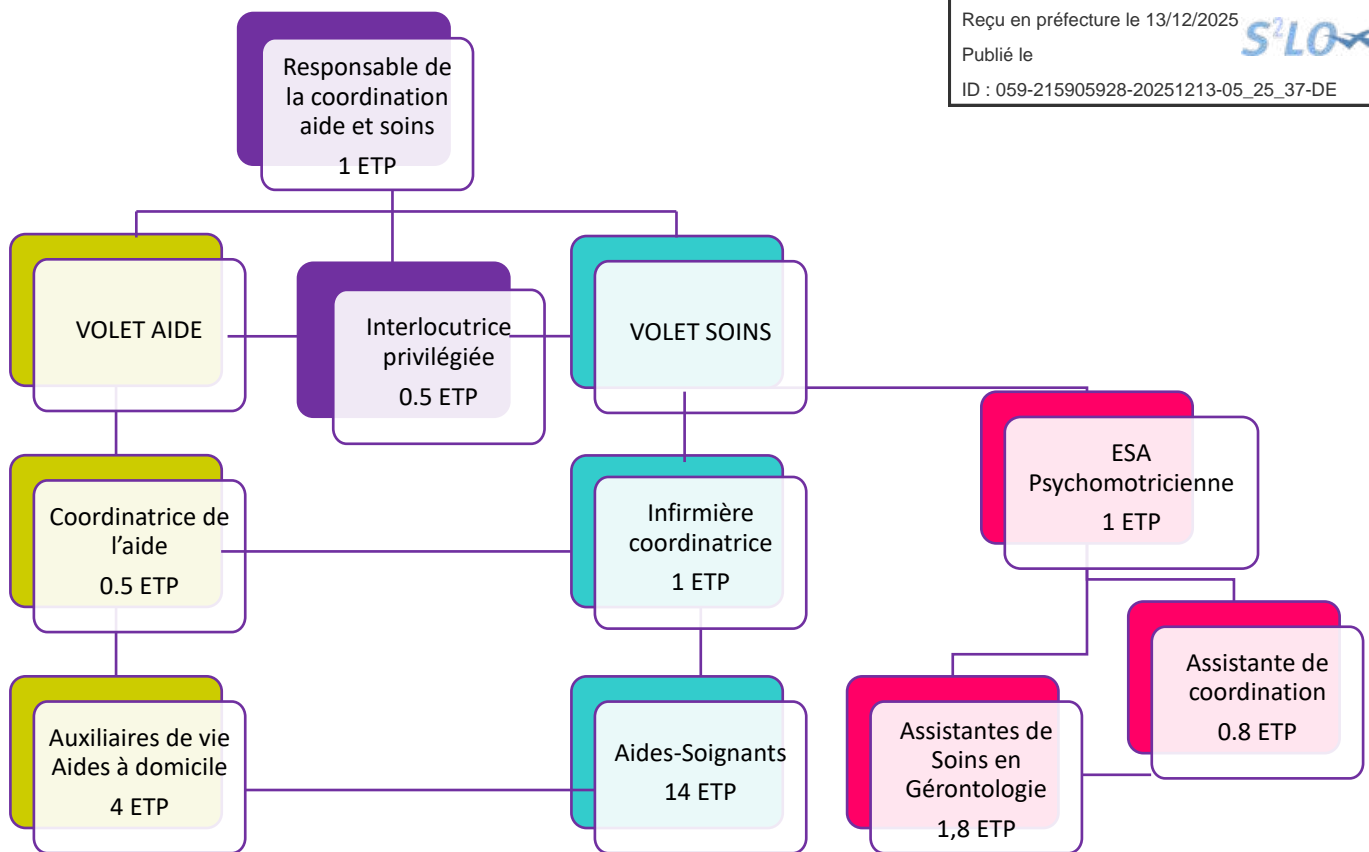 Reçu en préfecture le 13/12/2025
Publié le
S²LO
ID : 059-215905928-20251213-05_25_37-DE
Responsable de
la coordination
aide et soins
1 ETP
VOLET AIDE
Interlocutrice
privilégiée
0.5 ETP
VOLET SOINS
Coordinatrice de
l’aide
0.5 ETP
Infirmière
coordinatrice
1 ETP
ESA
Psychomotricienne
1 ETP
Auxiliaires de vie
Aides à domicile
4 ETP
Aides-Soignants
14 ETP
Assistantes de
Soins en
Gérontologie
1,8 ETP
Assistante de
coordination
0.8 ETP